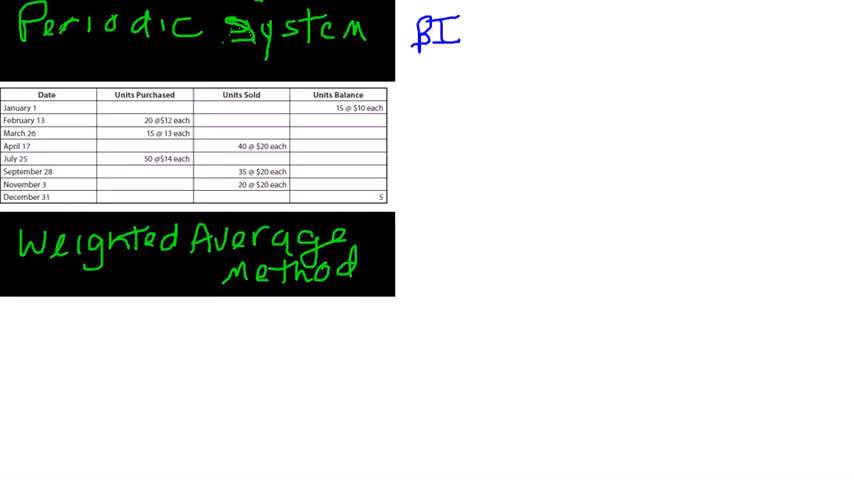 Periodic System
BI
Date Units Purchased Units Sold Units Balance
January 1 15 @ $10 each
February 13 20 @$12 each
March 26 15 @ 13 each
April 17 40 @ $20 each
July 25 50 @$14 each
September 28 35 @ $20 each
November 3 20 @ $20 each
December 31 5
Weighted Average
Method